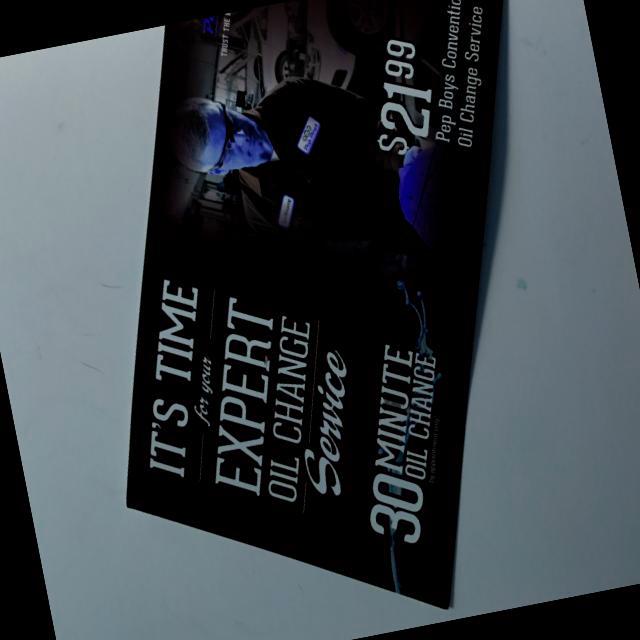 IT'S TIME
for your
EXPERT
OIL CHANGE
Service
30 MINUTE
OIL CHANGE
$21.99
Pep Boys
Oil Change Service